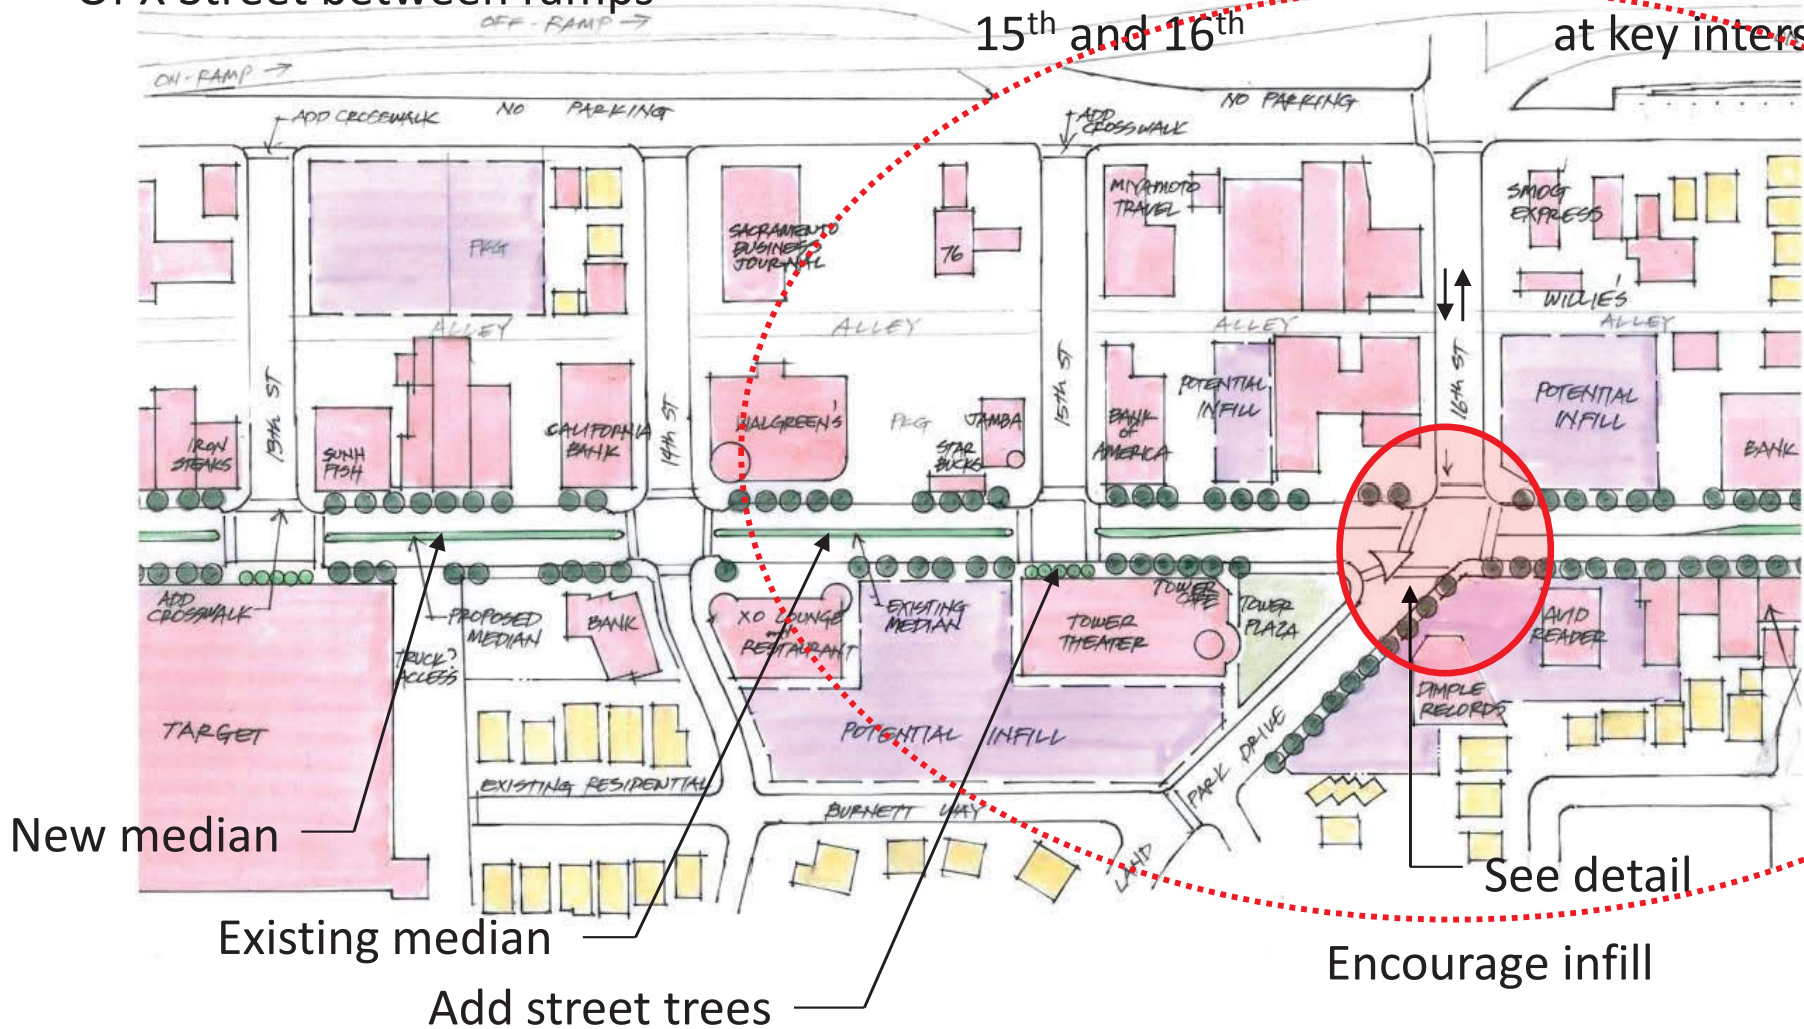 Of X Street between ramps
15th and 16th
at key inters
OFF-RAMP
ON-RAMP
ADD CROSSWALK
NO PARKING
ADD
CROSSWALK
NO PARKING
MIYAMOTO
TRAVEL
SMOG
EXPRESS
PKG
SACRAMENTO
BUSINESS
JOURNAL
76
WILLIE'S
ALLEY
ALLEY
ALLEY
ALLEY
13th ST
14th ST
15th ST
16th ST
IRON
STEAKS
SUNH
FISH
CALIFORNIA
BANK
WALGREEN'S
PKG
JAMBA
STAR
BUCKS
BANK
OF
AMERICA
POTENTIAL
INFILL
POTENTIAL
INFILL
BANK
ADD
CROSSWALK
PROPOSED
MEDIAN
BANK
XO LOUNGE
RESTAURANT
EXISTING
MEDIAN
TOWER
THEATER
TOWER
CAFE
TOWER
PLAZA
AVID
READER
TRUCK?
ACCESS
DIMPLE
RECORDS
TARGET
POTENTIAL INFILL
EXISTING RESIDENTIAL
BURNETT WAY
LAND
PARK DRIVE
New median
See detail
Existing median
Encourage infill
Add street trees